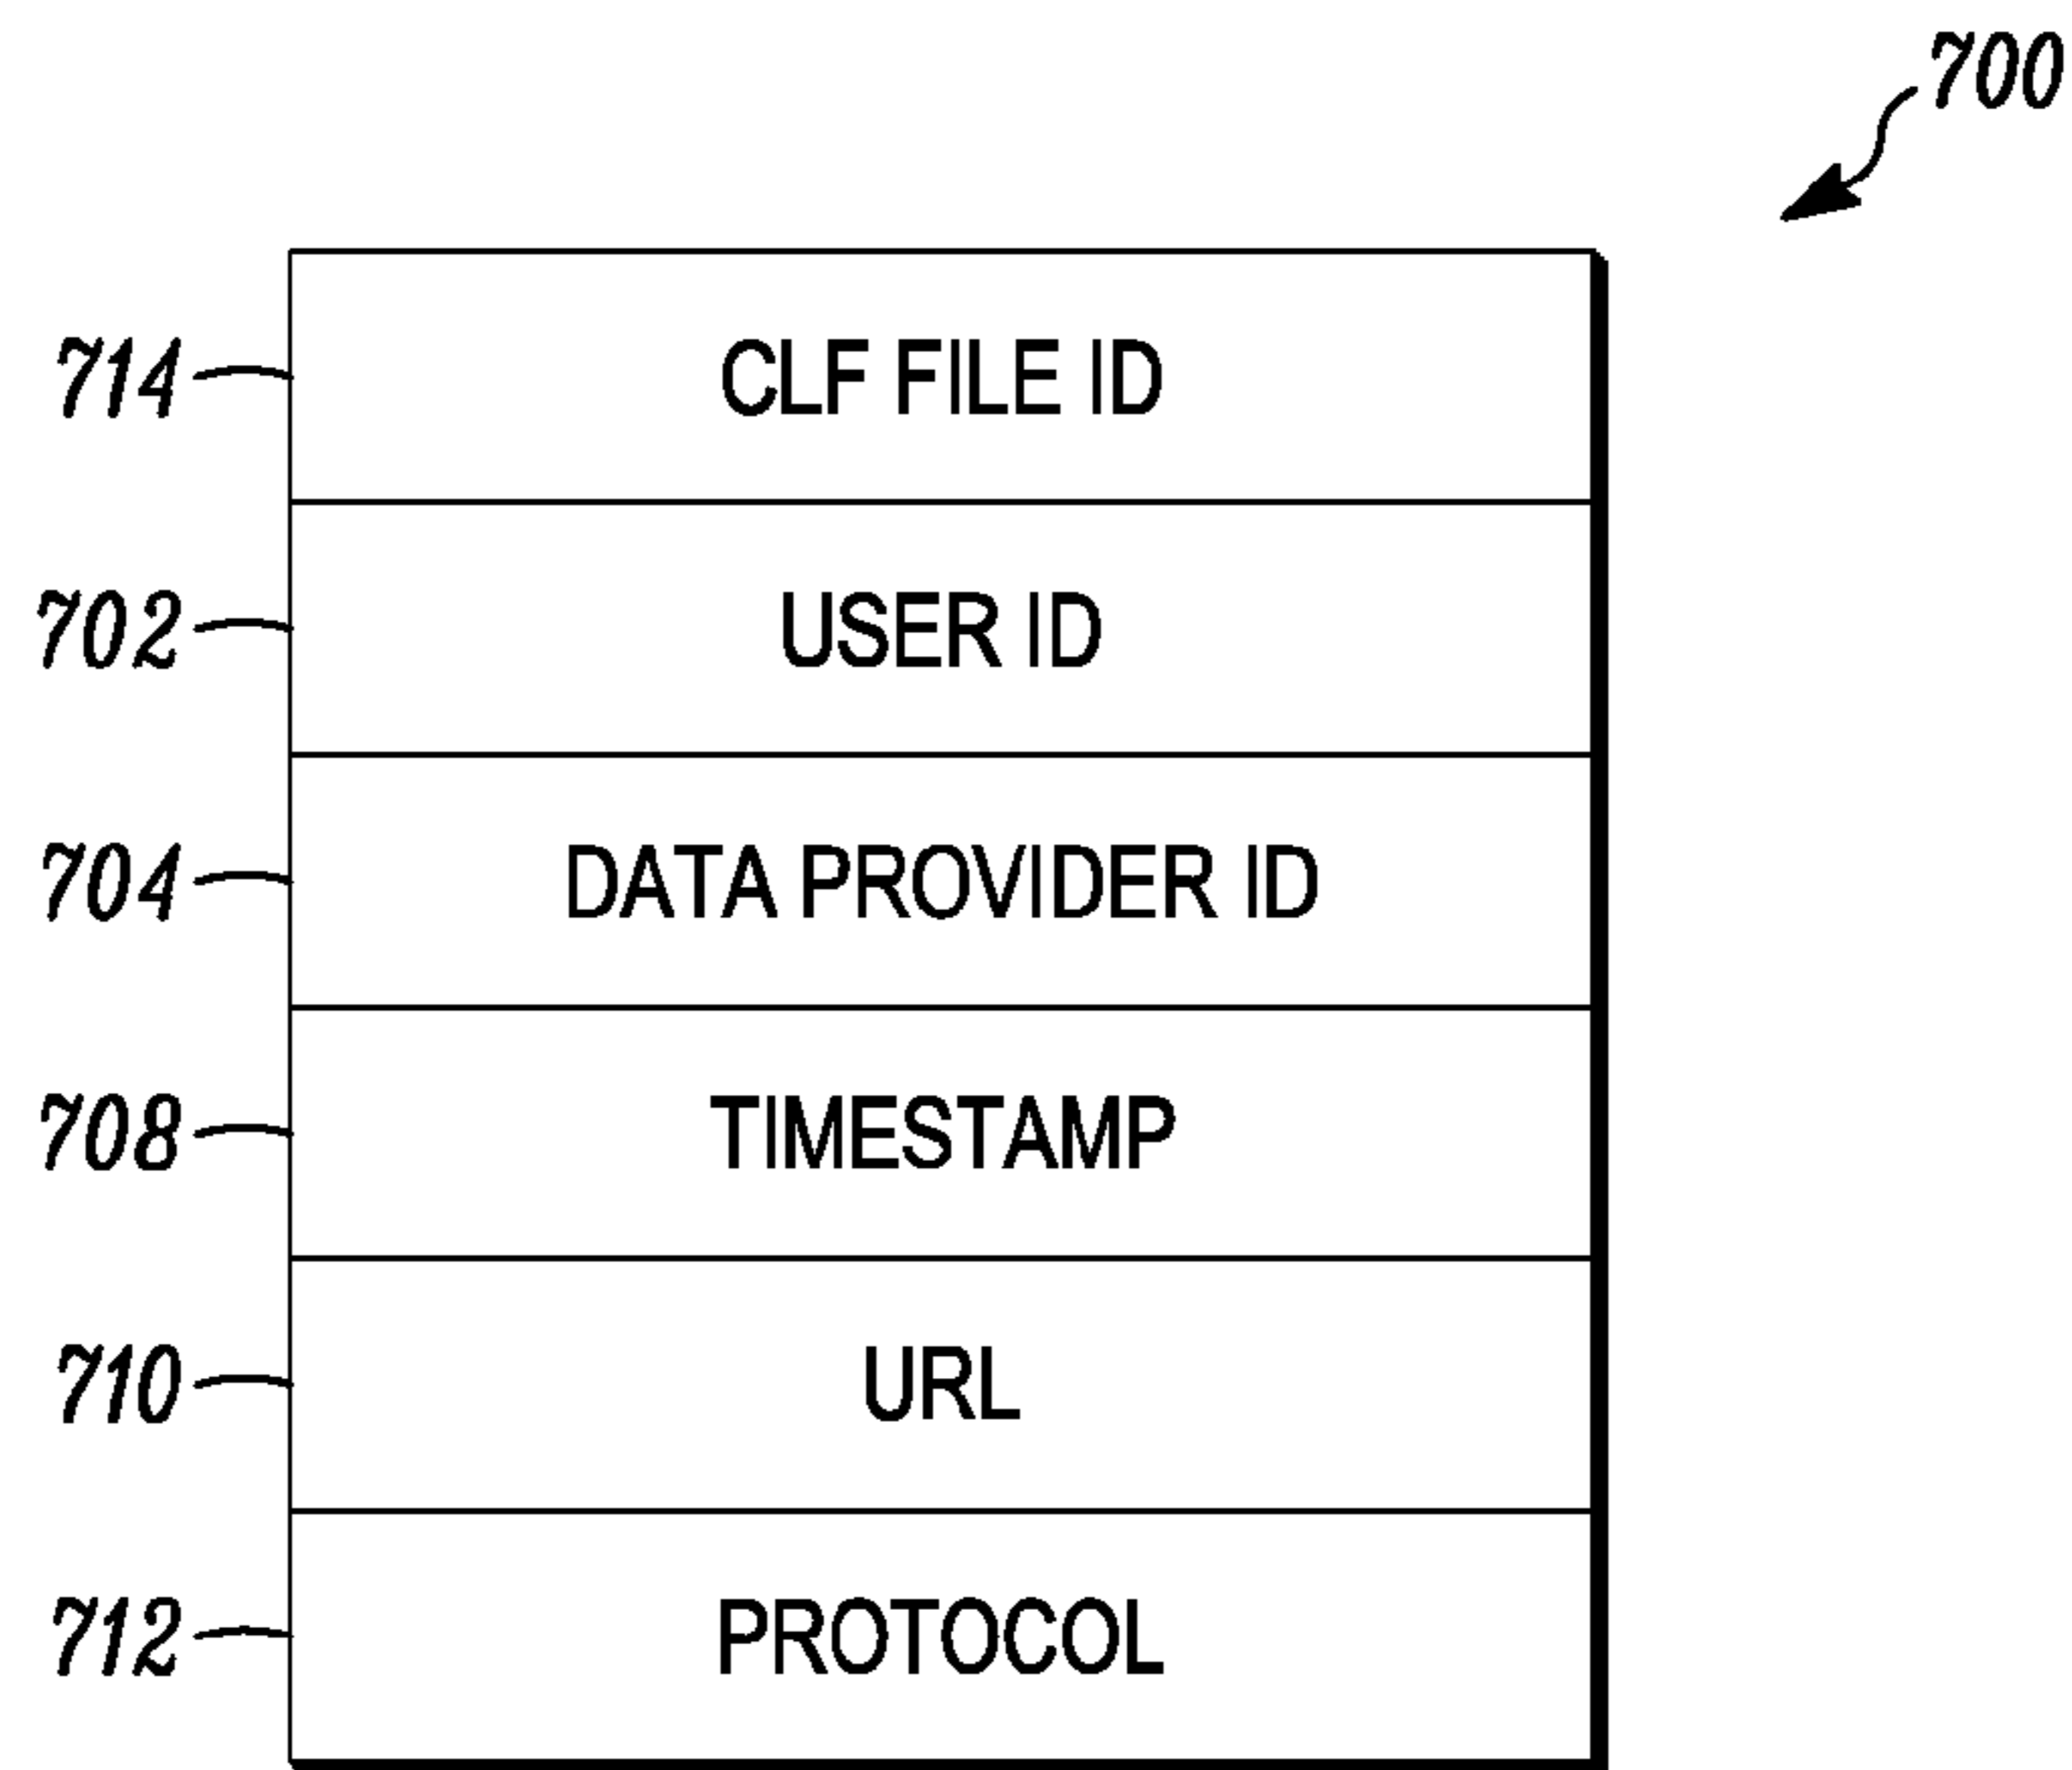 700
714 CLF FILE ID
702 USER ID
704 DATA PROVIDER ID
708 TIMESTAMP
710 URL
712 PROTOCOL